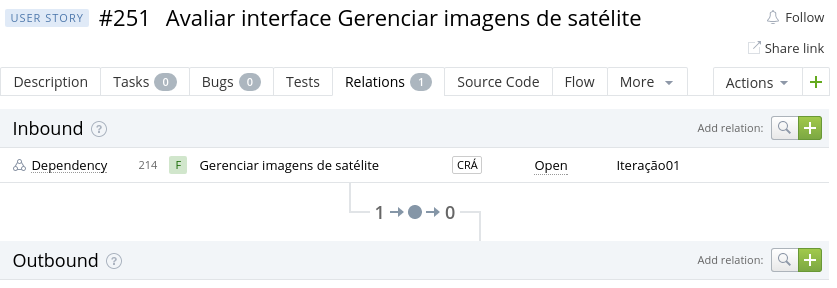 USER STORY #251 Avaliar interface Gerenciar imagens de satélite
Follow
Share link
Description Tasks 0 Bugs 0 Tests Relations 1 Source Code Flow More Actions +
Inbound ? Add relation: +
Dependency 214 F Gerenciar imagens de satélite CRÁ Open Iteração01
1 0
Outbound ? Add relation: +